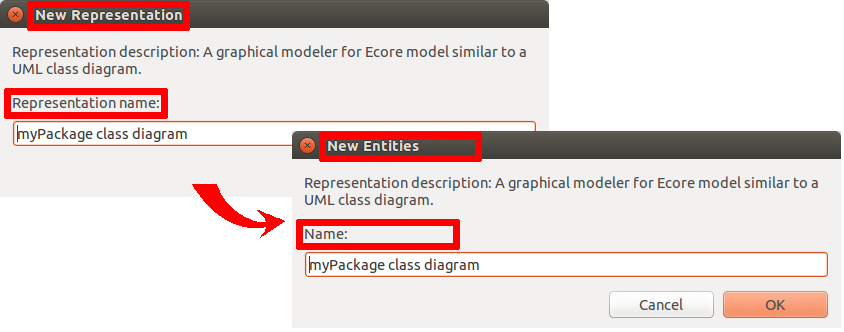 New Representation
Representation description: A graphical modeler for Ecore model similar to a
UML class diagram.
Representation name:
myPackage class diagram
New Entities
Representation description: A graphical modeler for Ecore model similar to a
UML class diagram.
Name:
myPackage class diagram
Cancel
OK